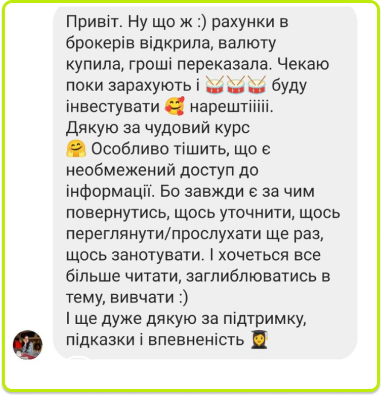 Привіт. Ну що ж :) рахунки в
брокерів відкрила, валюту
купила, гроші переказала. Чекаю
поки зарахують і 🥁🥁🥁 буду
інвестувати 🥰 нарештііііі.
Дякую за чудовий курс
🤗 Особливо тішить, що є
необмежений доступ до
інформації. Бо завжди є за чим
повернутись, щось уточнити, щось
переглянути/прослухати ще раз,
щось занотувати. І хочеться все
більше читати, заглиблюватись в
тему, вивчати :)
І ще дуже дякую за підтримку,
підказки і впевненість 👩‍🎓